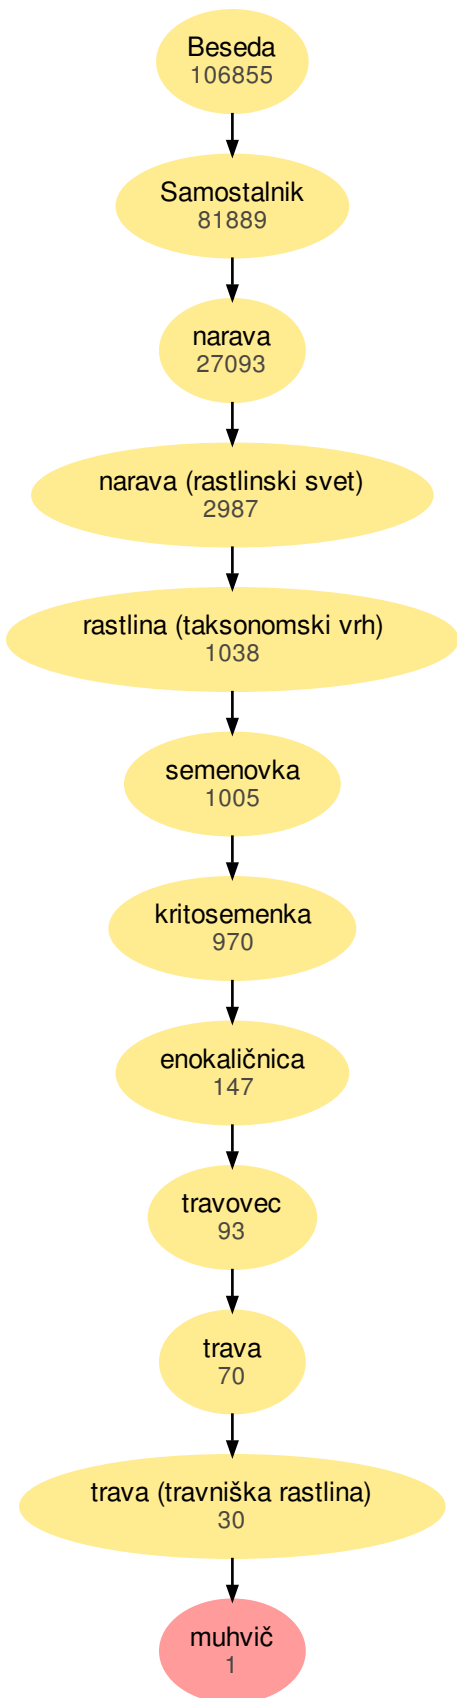 Beseda
106855
Samostalnik
81889
narava
27093
narava (rastlinski svet)
2987
rastlina (taksonomski vrh)
1038
semenovka
1005
kritosemenka
970
enokaličnica
147
travovec
93
trava
70
trava (travniška rastlina)
30
muhvič
1